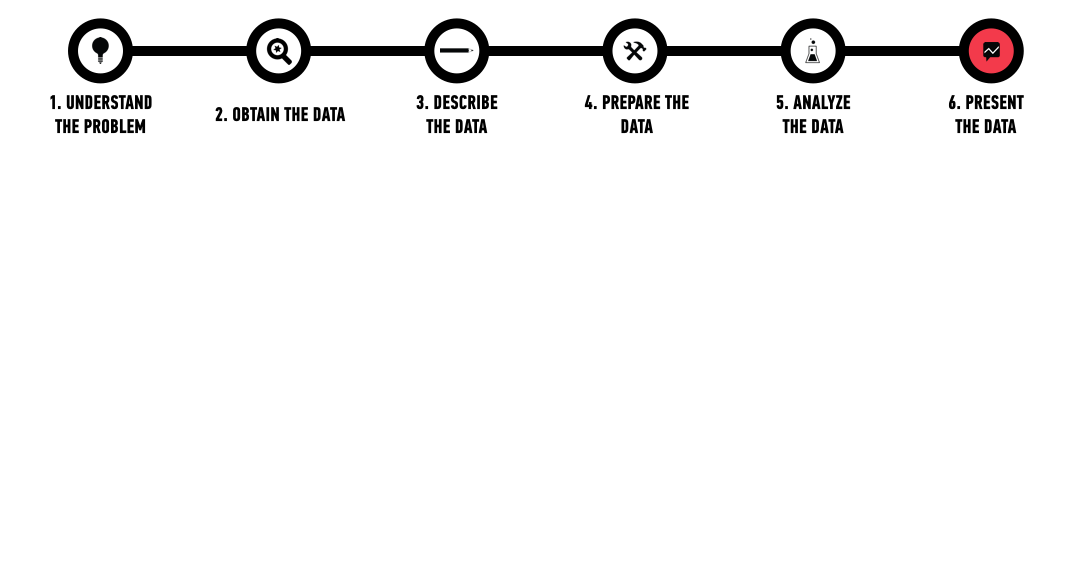 1. UNDERSTAND
THE PROBLEM
2. OBTAIN THE DATA
3. DESCRIBE
THE DATA
4. PREPARE THE
DATA
5. ANALYZE
THE DATA
6. PRESENT
THE DATA